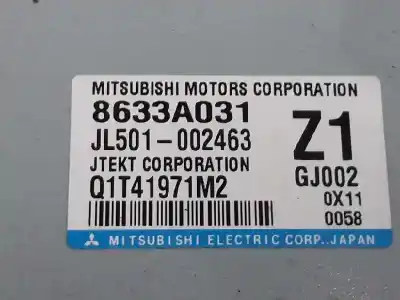 MITSUBISHI MOTORS CORPORATION
8633A031
JL501-002463
JTEKT CORPORATION
Q1T41971M2
Z1
GJ002
0X11
0058
MITSUBISHI ELECTRIC CORP., JAPAN